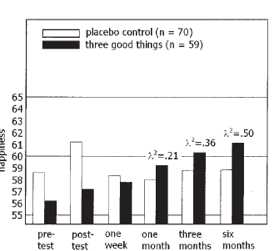 placebo control (n = 70)
three good things (n = 59)
65
64
63
62
61
60
59
58
57
56
55
happiness
λ²=.21
λ²=.36
λ²=.50
pre-
test
post-
test
one
week
one
month
three
months
six
months